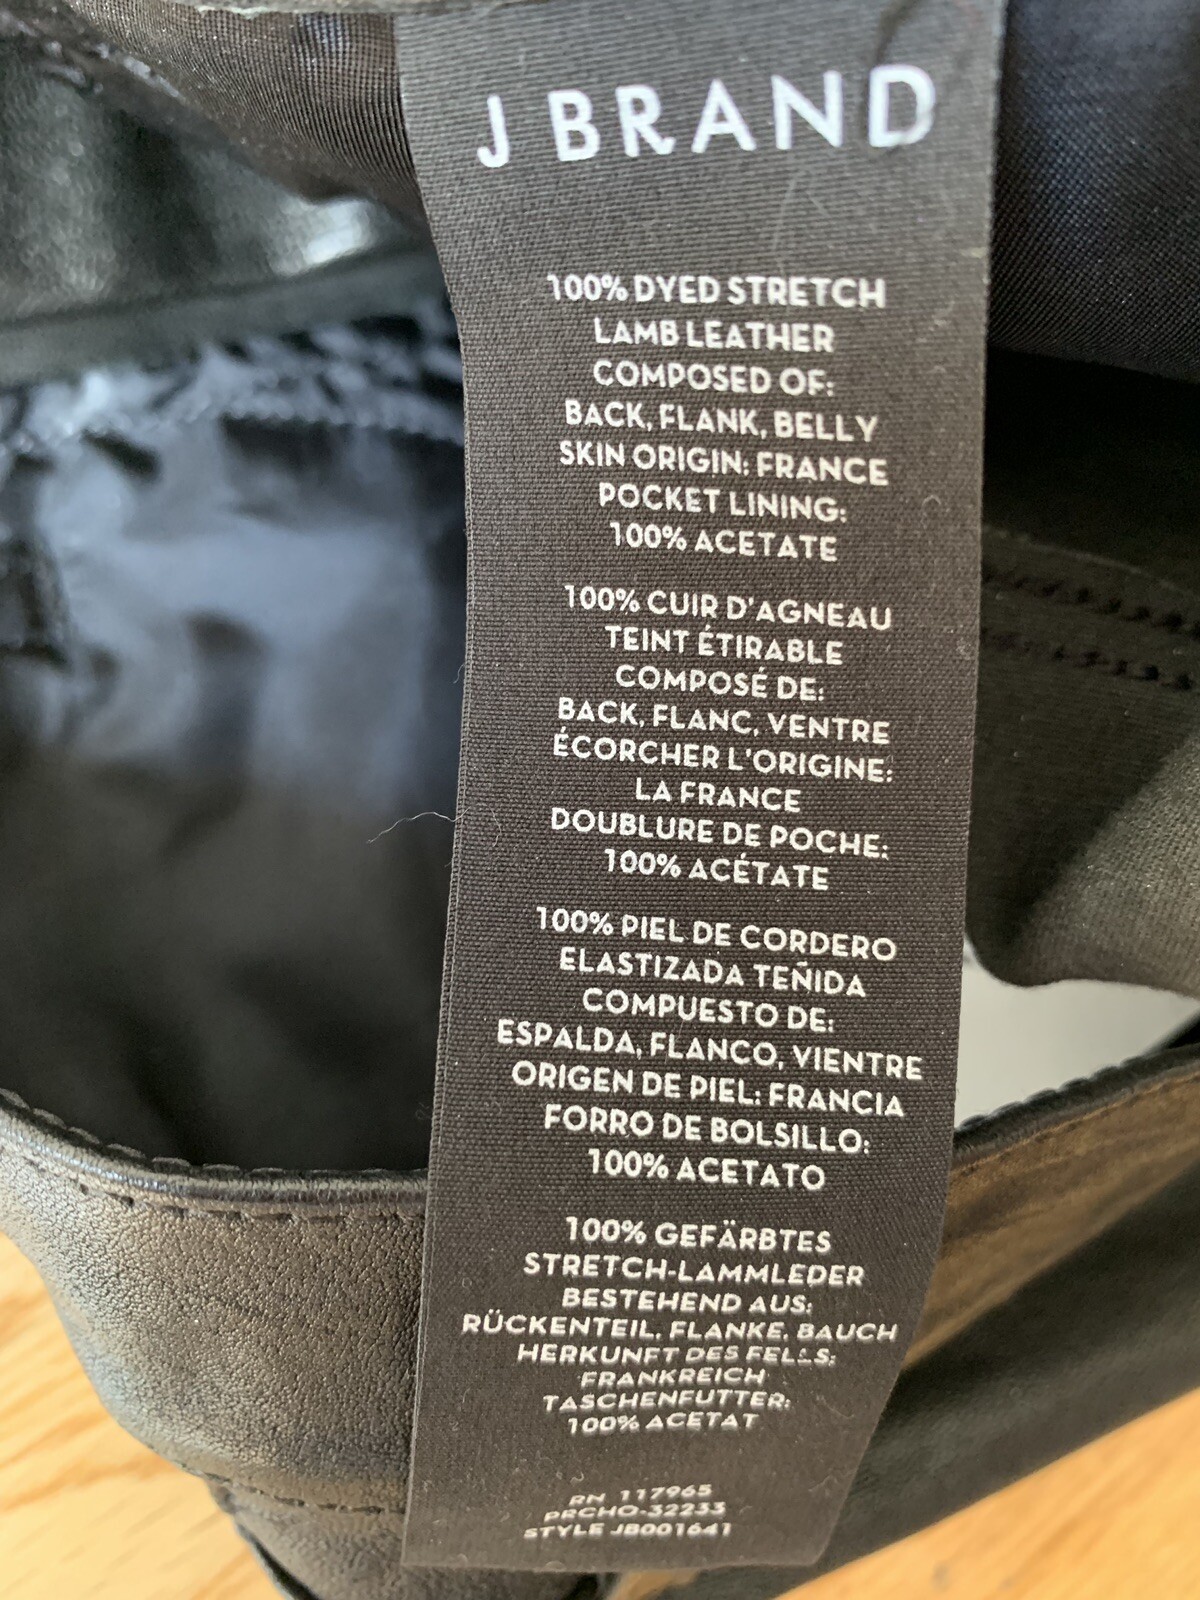 J BRAND
100% DYED STRETCH
LAMB LEATHER
COMPOSED OF:
BACK, FLANK, BELLY
SKIN ORIGIN: FRANCE
POCKET LINING:
100% ACETATE
100% CUIR D'AGNEAU
TEINT ÉTIRABLE
COMPOSÉ DE:
BACK, FLANC, VENTRE
ÉCORCHER L'ORIGINE:
LA FRANCE
DOUBLURE DE POCHE:
100% ACÉTATE
100% PIEL DE CORDERO
ELASTIZADA TEÑIDA
COMPUESTO DE:
ESPALDA, FLANCO, VIENTRE
ORIGEN DE PIEL: FRANCIA
FORRO DE BOLSILLO:
100% ACETATO
100% GEFÄRBTES
STRETCH-LAMMLEDER
BESTEHEND AUS:
RÜCKENTEIL, FLANKE, BAUCH
HERKUNFT DES FELLS:
FRANKREICH
TASCHENFUTTER:
100% ACETAT
RN 117965
PRCHO-32233
STYLE JB001641